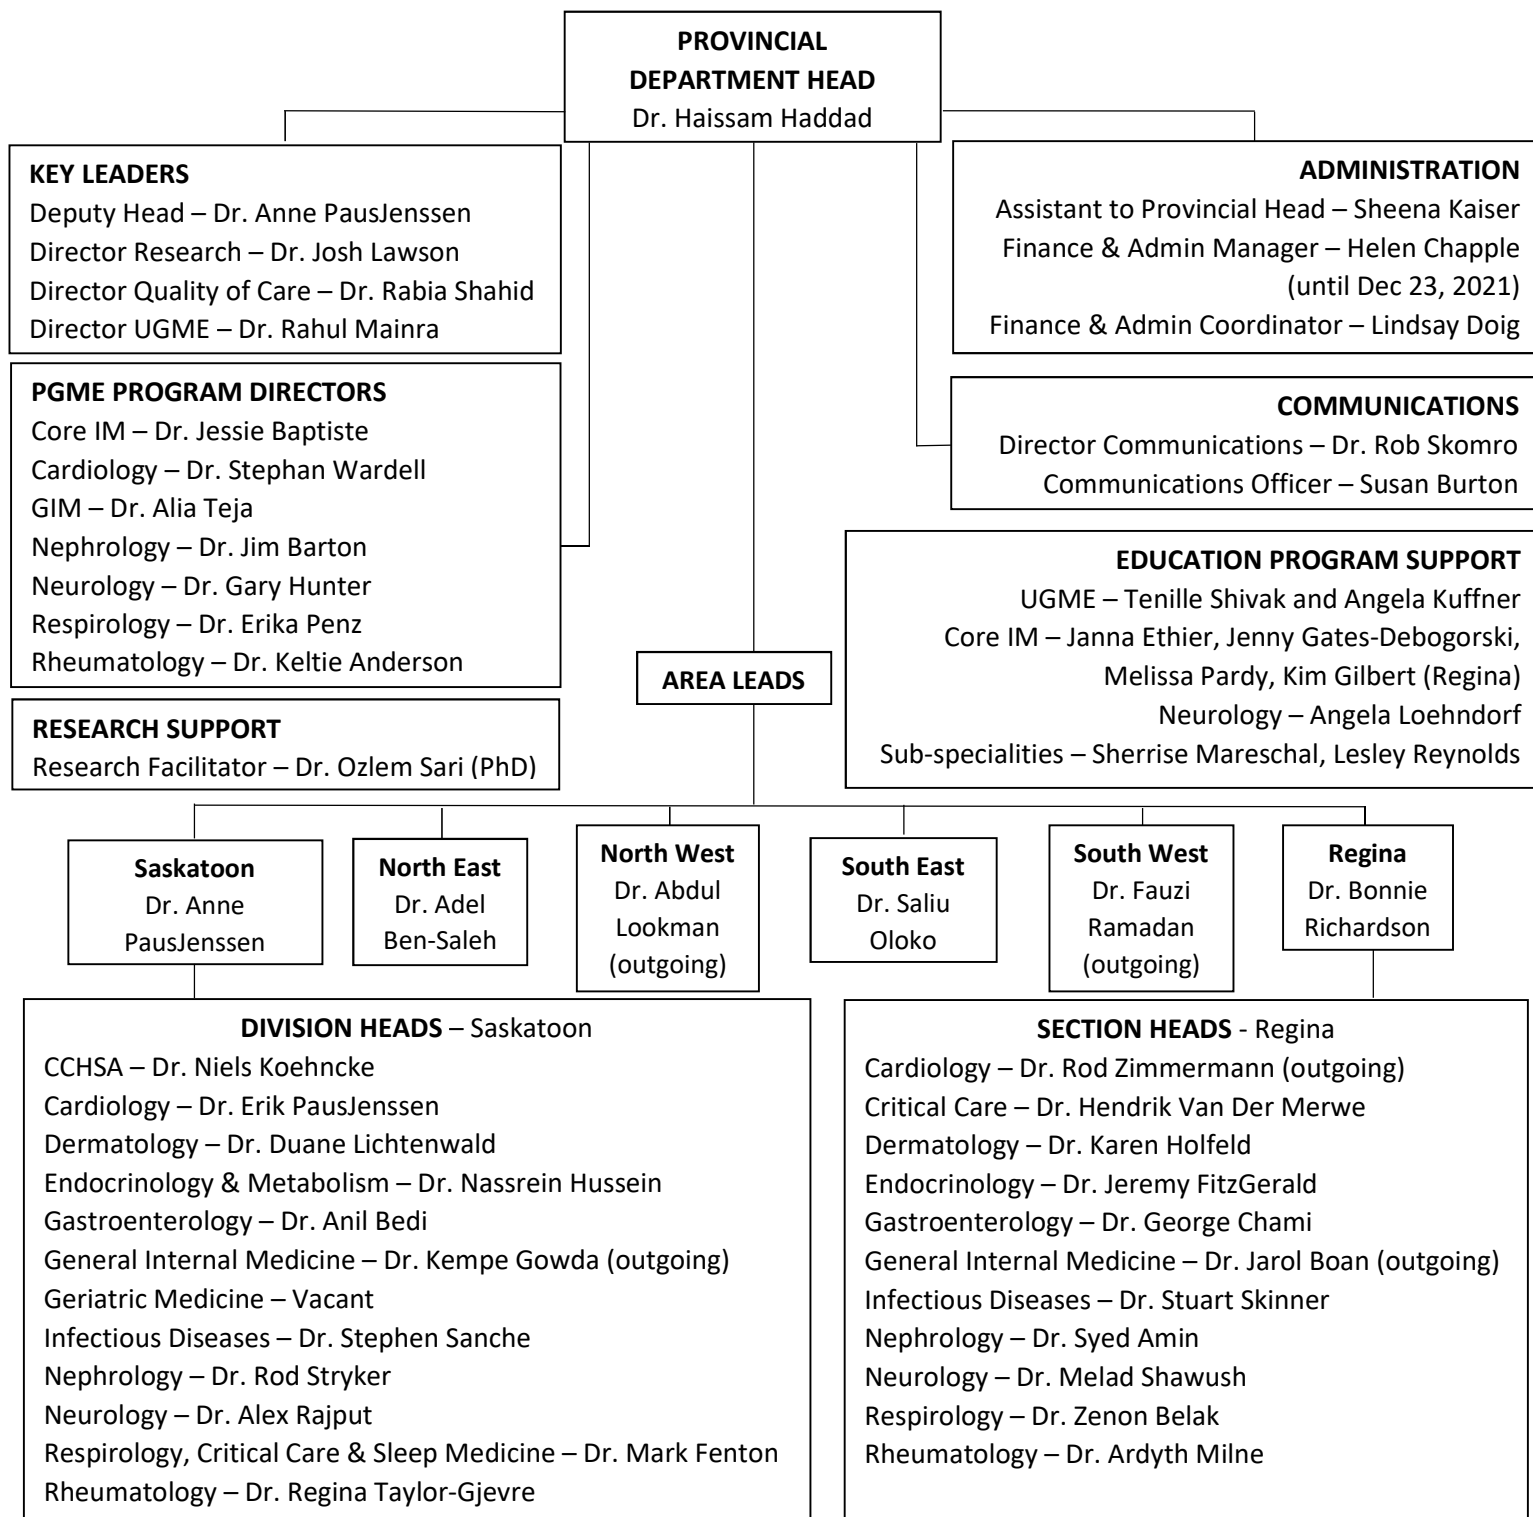 PROVINCIAL
DEPARTMENT HEAD
Dr. Haissam Haddad
KEY LEADERS
Deputy Head – Dr. Anne PausJenssen
Director Research – Dr. Josh Lawson
Director Quality of Care – Dr. Rabia Shahid
Director UGME – Dr. Rahul Mainra
ADMINISTRATION
Assistant to Provincial Head – Sheena Kaiser
Finance & Admin Manager – Helen Chapple
(until Dec 23, 2021)
Finance & Admin Coordinator – Lindsay Doig
PGME PROGRAM DIRECTORS
Core IM – Dr. Jessie Baptiste
Cardiology – Dr. Stephan Wardell
GIM – Dr. Alia Teja
Nephrology – Dr. Jim Barton
Neurology – Dr. Gary Hunter
Respirology – Dr. Erika Penz
Rheumatology – Dr. Keltie Anderson
COMMUNICATIONS
Director Communications – Dr. Rob Skomro
Communications Officer – Susan Burton
EDUCATION PROGRAM SUPPORT
UGME – Tenille Shivak and Angela Kuffner
Core IM – Janna Ethier, Jenny Gates-Debogorski,
Melissa Pardy, Kim Gilbert (Regina)
Neurology – Angela Loehndorf
Sub-specialities – Sherrise Mareschal, Lesley Reynolds
AREA LEADS
RESEARCH SUPPORT
Research Facilitator – Dr. Ozlem Sari (PhD)
Saskatoon
Dr. Anne
PausJenssen
North East
Dr. Adel
Ben-Saleh
North West
Dr. Abdul
Lookman
(outgoing)
South East
Dr. Saliu
Oloko
South West
Dr. Fauzi
Ramadan
(outgoing)
Regina
Dr. Bonnie
Richardson
DIVISION HEADS – Saskatoon
CCHSA – Dr. Niels Koehncke
Cardiology – Dr. Erik PausJenssen
Dermatology – Dr. Duane Lichtenwald
Endocrinology & Metabolism – Dr. Nassrein Hussein
Gastroenterology – Dr. Anil Bedi
General Internal Medicine – Dr. Kempe Gowda (outgoing)
Geriatric Medicine – Vacant
Infectious Diseases – Dr. Stephen Sanche
Nephrology – Dr. Rod Stryker
Neurology – Dr. Alex Rajput
Respirology, Critical Care & Sleep Medicine – Dr. Mark Fenton
Rheumatology – Dr. Regina Taylor-Gjevre
SECTION HEADS - Regina
Cardiology – Dr. Rod Zimmermann (outgoing)
Critical Care – Dr. Hendrik Van Der Merwe
Dermatology – Dr. Karen Holfeld
Endocrinology – Dr. Jeremy FitzGerald
Gastroenterology – Dr. George Chami
General Internal Medicine – Dr. Jarol Boan (outgoing)
Infectious Diseases – Dr. Stuart Skinner
Nephrology – Dr. Syed Amin
Neurology – Dr. Melad Shawush
Respirology – Dr. Zenon Belak
Rheumatology – Dr. Ardyth Milne